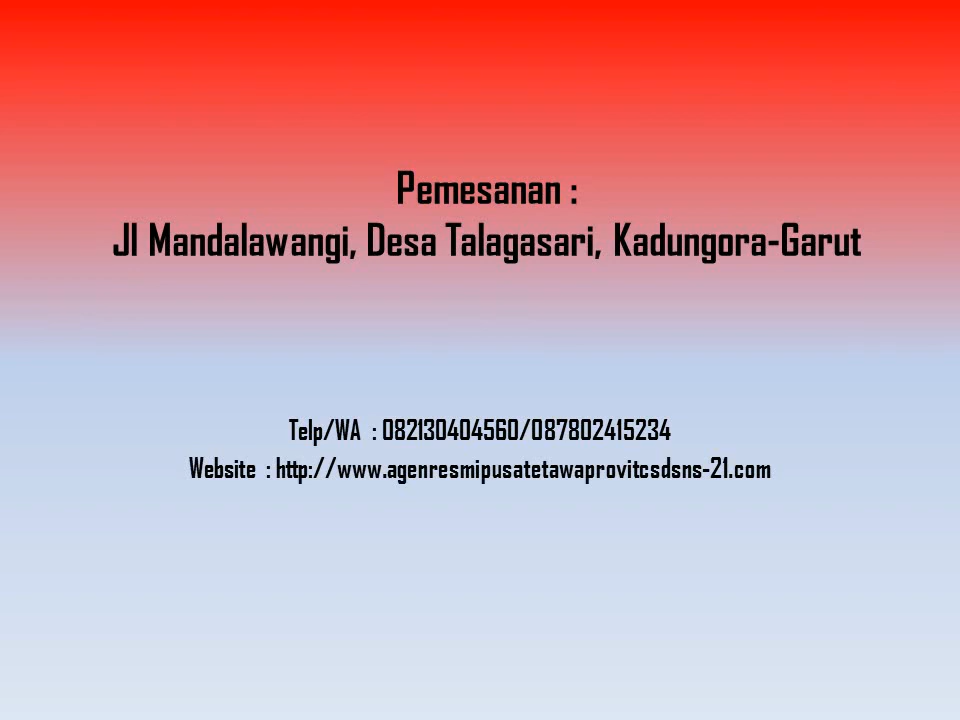 Pemesanan :
Jl Mandalawangi, Desa Talagasari, Kadungora-Garut
Telp/WA : 082130404560/087802415234
Website : http://www.agenresmipusatetawaprovitcsdsns-21.com